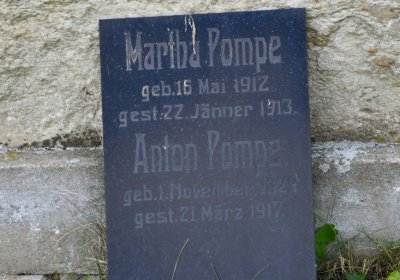 Martha Pompe
geb. 16 Mai 1912
gest. 22. Jänner 1913.
Anton Pompe
geb. 1. November
gest. 21 März 1917